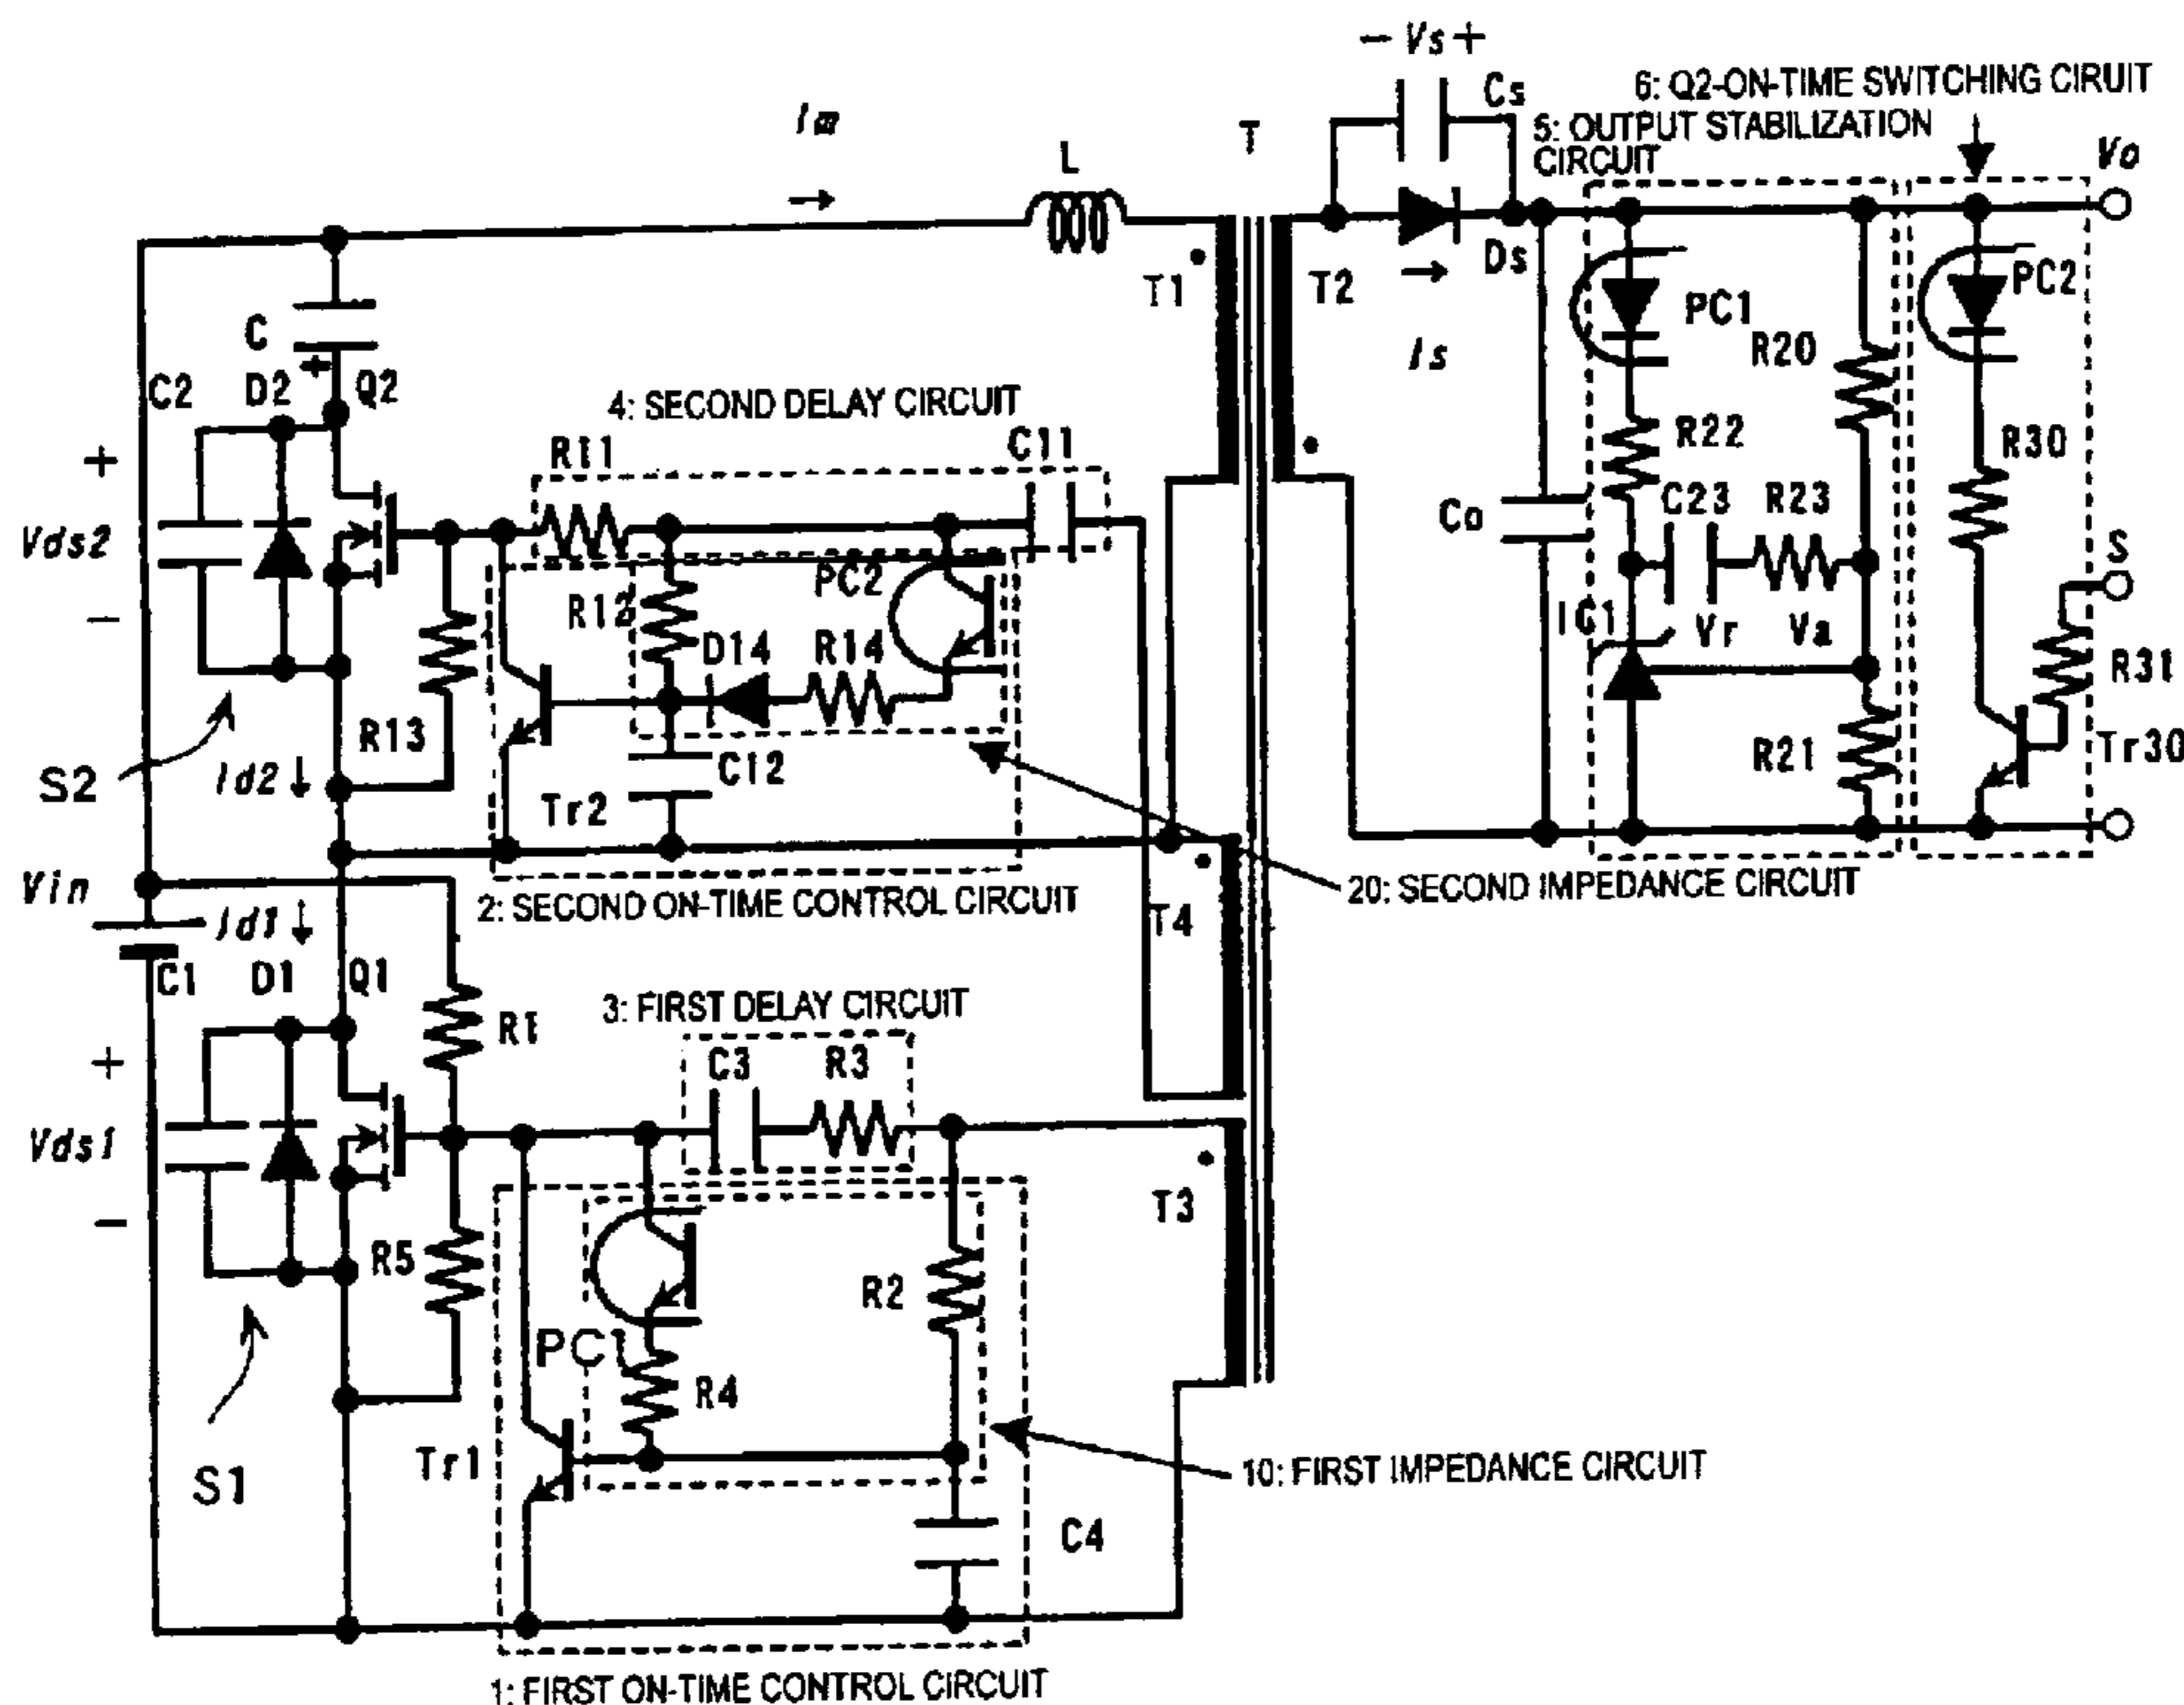 - Vs +
Cs
6: Q2-ON-TIME SWITCHING CIRUIT
5: OUTPUT STABILIZATION
CIRCUIT
Im
L
T
Vo
T1
T2
Ds
Is
PC1
PC2
R20
C
+
C2
D2
Q2
4: SECOND DELAY CIRCUIT
R11
C11
R22
R30
Co
C23
R23
S
+
Vds2
-
R12
PC2
D14
R14
IC1
Vr
Va
R31
R13
C12
Tr2
R21
Tr30
S2
Id2
Vin
2: SECOND ON-TIME CONTROL CIRCUIT
20: SECOND IMPEDANCE CIRCUIT
T4
Id1
C1
D1
Q1
R1
3: FIRST DELAY CIRCUIT
C3
R3
+
Vds1
-
T3
R5
R2
PC1
R4
Tr1
S1
10: FIRST IMPEDANCE CIRCUIT
C4
1: FIRST ON-TIME CONTROL CIRCUIT